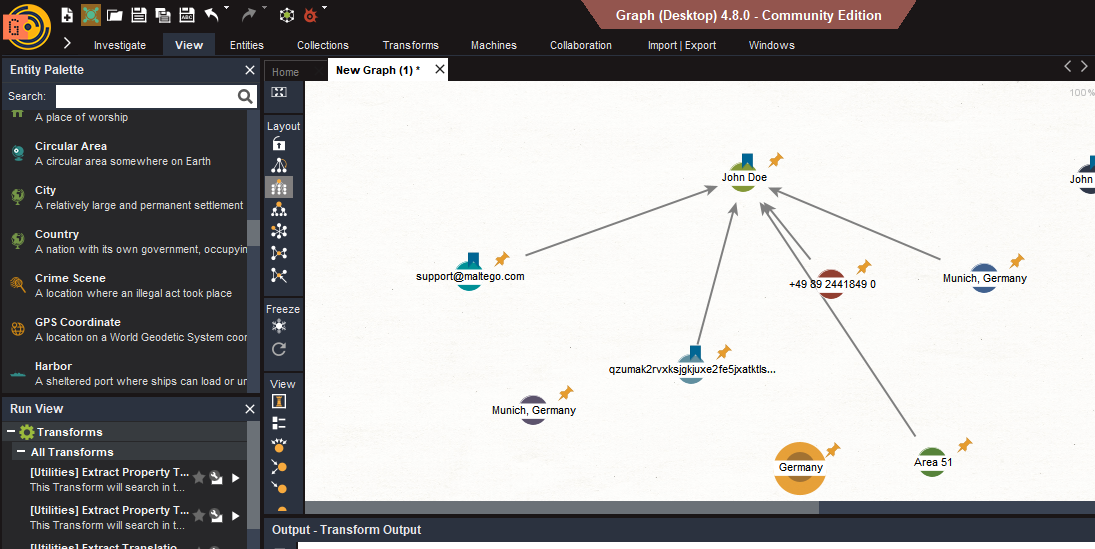 Graph (Desktop) 4.8.0 - Community Edition
Investigate View Entities Collections Transforms Machines Collaboration Import | Export Windows
Entity Palette
Search:
A place of worship
Circular Area
A circular area somewhere on Earth
City
A relatively large and permanent settlement
Country
A nation with its own government, occupyin
Crime Scene
A location where an illegal act took place
GPS Coordinate
A location on a World Geodetic System coor
Harbor
A sheltered port where ships can load or un
Run View
Transforms
All Transforms
[Utilities] Extract Property T...
This Transform will search in t...
[Utilities] Extract Property T...
This Transform will search in t...
[Utilities] Extract Translatio...
Home
New Graph (1) *
Layout
Freeze
View
100%
John Doe
John
support@maltego.com
+49 89 2441849 0
Munich, Germany
qzumak2rvxksjgkjuxe2fe5jxatktls...
Munich, Germany
Germany
Area 51
Output - Transform Output